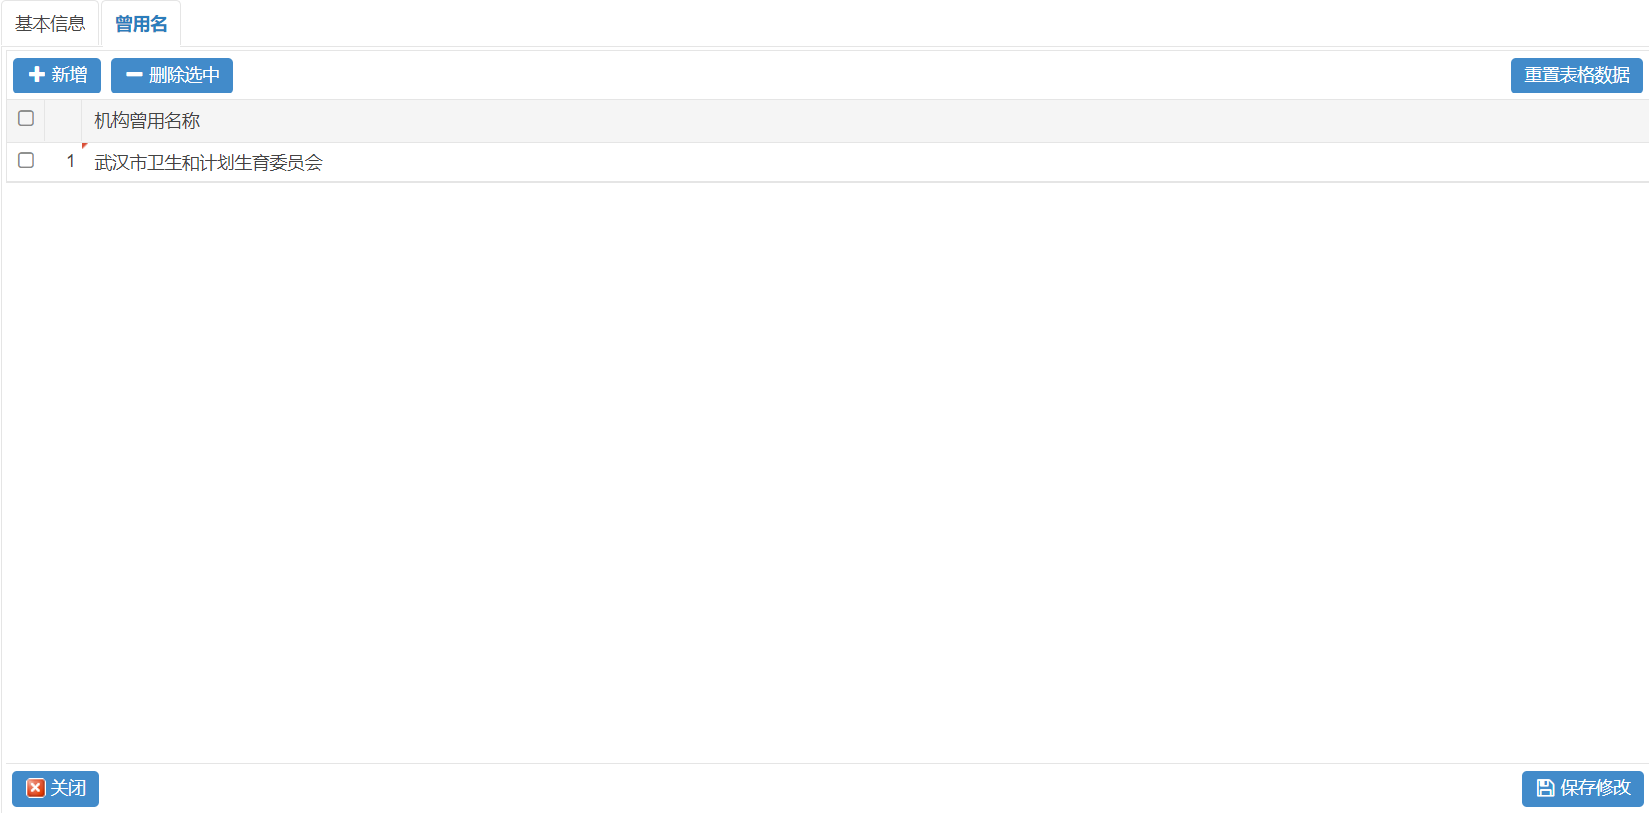 基本信息 曾用名
新增 删除选中 重置表格数据
机构曾用名称
1 武汉市卫生和计划生育委员会
关闭 保存修改